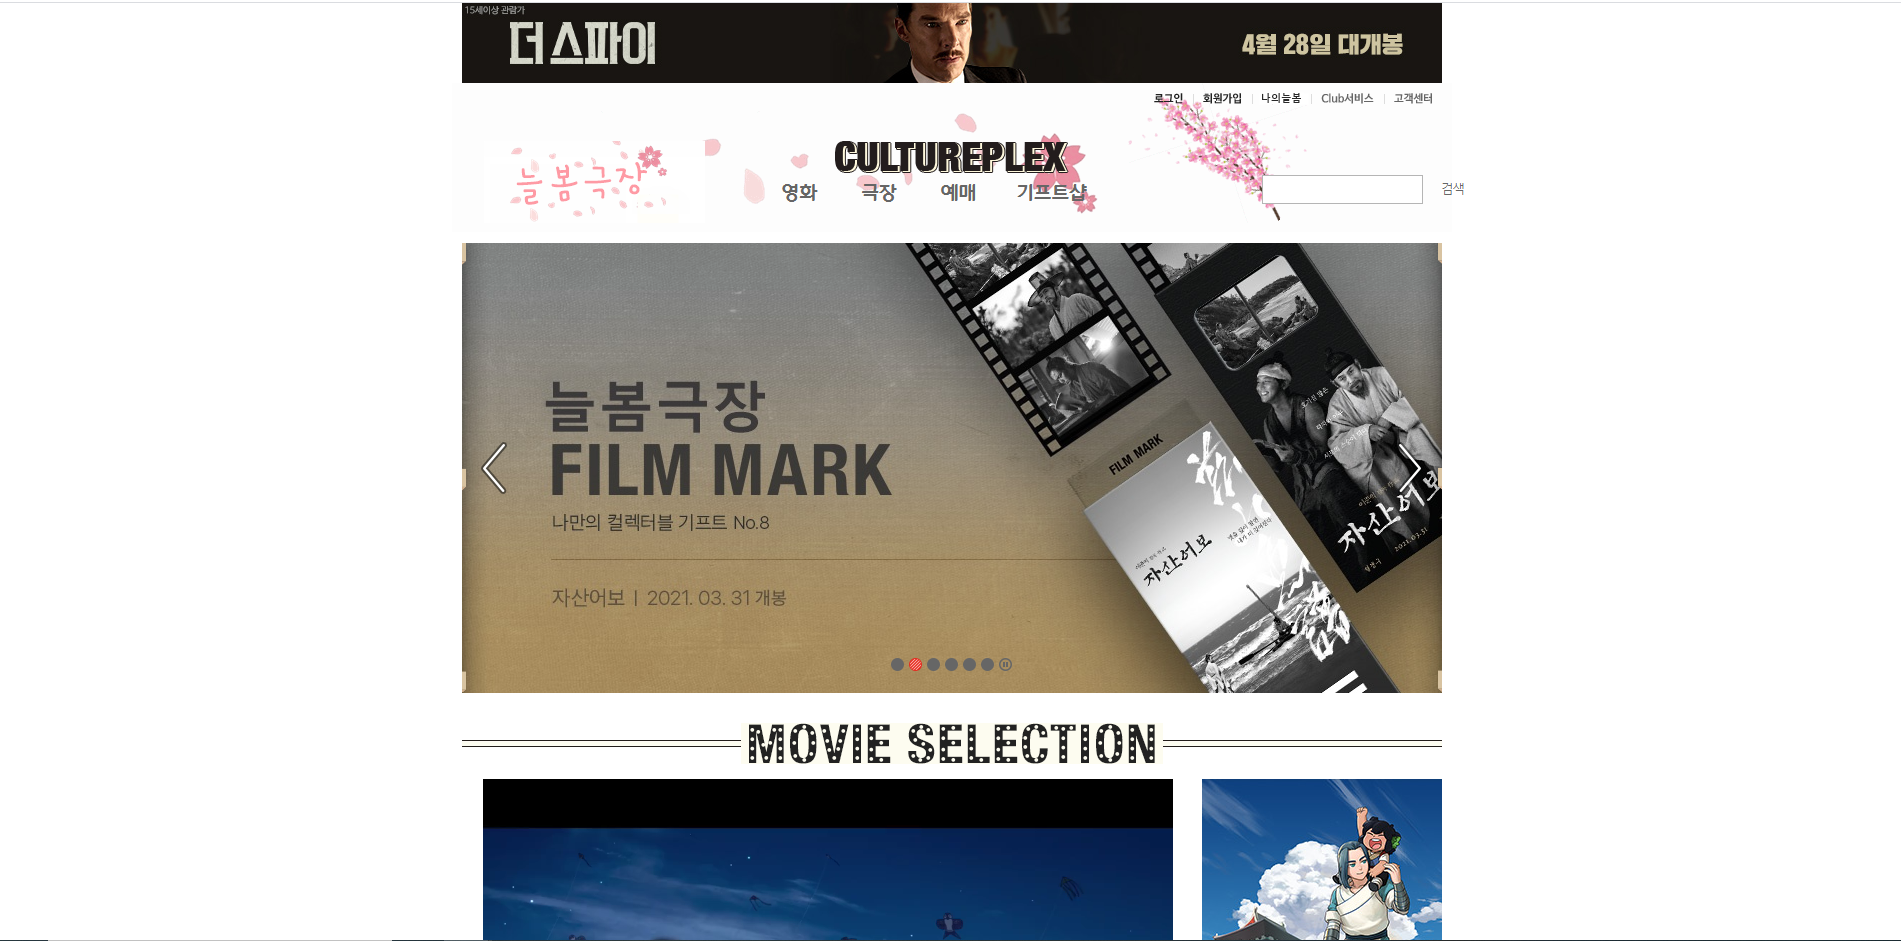 15세이상 관람가
더 스파이
4월 28일 대개봉
로그인
회원가입
나의늘봄
Club서비스
고객센터
늘봄극장
CULTUREPLEX
영화
극장
예매
기프트샵
검색
늘봄극장
FILM MARK
나만의 컬렉터블 기프트 No.8
자산어보 | 2021. 03. 31 개봉
FILM MARK
자산어보
자산어보
2021.03.31
MOVIE SELECTION